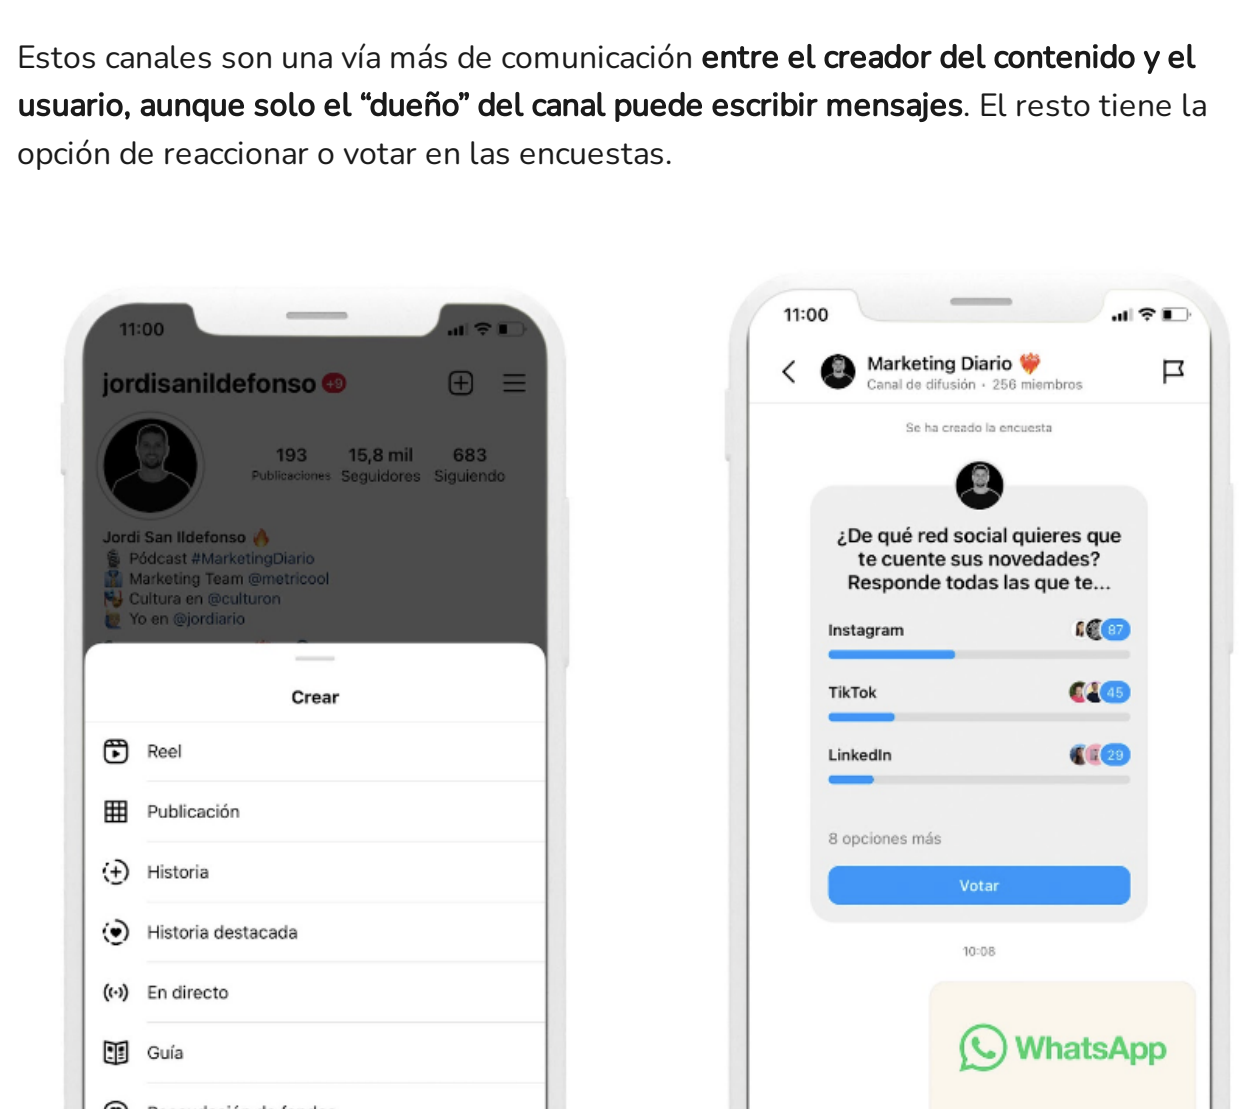 Estos canales son una vía más de comunicación entre el creador del contenido y el
usuario, aunque solo el “dueño” del canal puede escribir mensajes. El resto tiene la
opción de reaccionar o votar en las encuestas.
11:00
jordisanildefonso +9
193 15,8 mil 683
Publicaciones Seguidores Siguiendo
Jordi San Ildefonso 🔥
Pódcast #MarketingDiario
Marketing Team @metricool
Cultura en @culturon
Yo en @jordiario
Crear
Reel
Publicación
Historia
Historia destacada
En directo
Guía
11:00
Marketing Diario ❤️‍🔥
Canal de difusión · 256 miembros
Se ha creado la encuesta
¿De qué red social quieres que
te cuente sus novedades?
Responde todas las que te...
Instagram 87
TikTok 45
LinkedIn 29
8 opciones más
Votar
10:08
WhatsApp